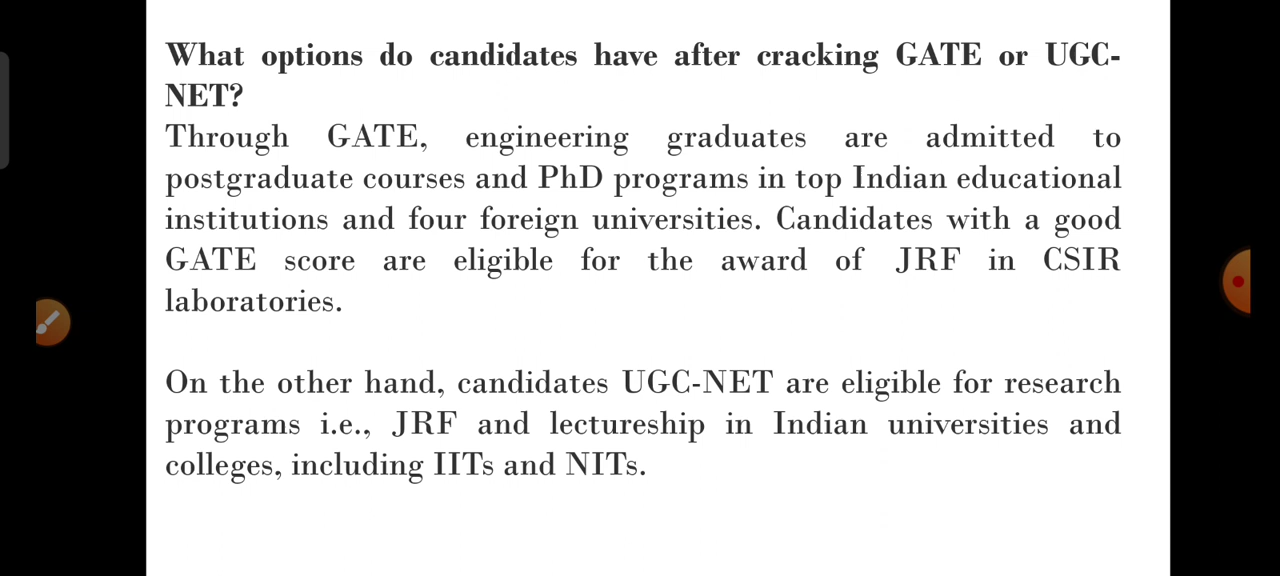 What options do candidates have after cracking GATE or UGC-
NET?
Through GATE, engineering graduates are admitted to
postgraduate courses and PhD programs in top Indian educational
institutions and four foreign universities. Candidates with a good
GATE score are eligible for the award of JRF in CSIR
laboratories.
On the other hand, candidates UGC-NET are eligible for research
programs i.e., JRF and lectureship in Indian universities and
colleges, including IITs and NITs.